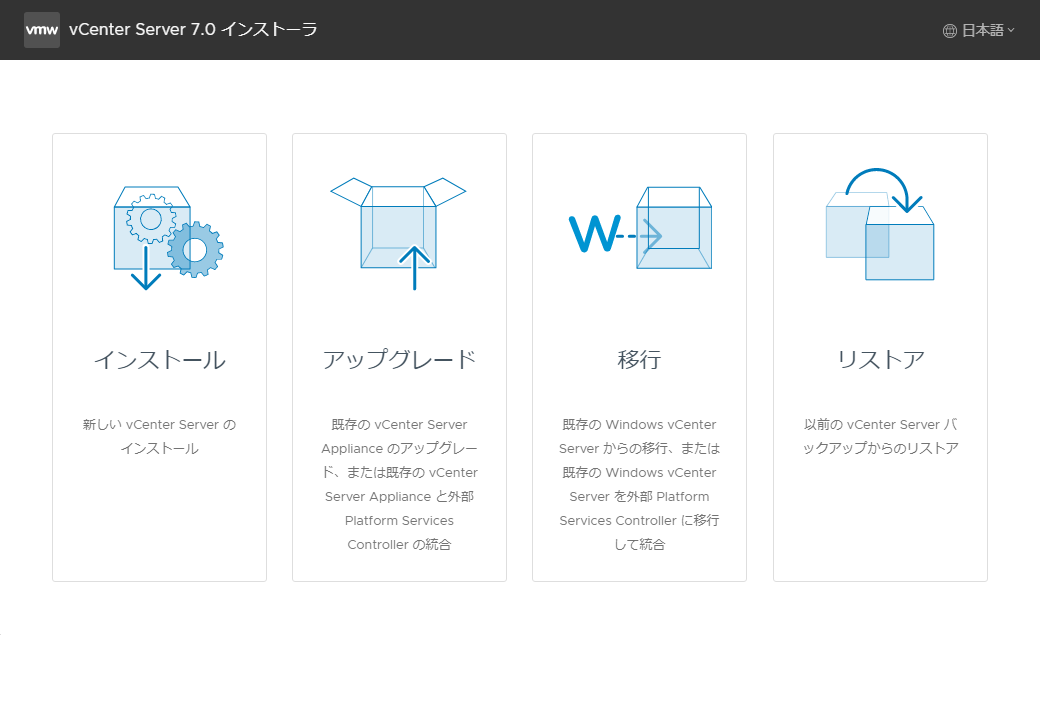 vmw vCenter Server 7.0 インストーラ
日本語
インストール
新しい vCenter Server の
インストール
アップグレード
既存の vCenter Server
Appliance のアップグレー
ド、または既存の vCenter
Server Appliance と外部
Platform Services
Controller の統合
W
移行
既存の Windows vCenter
Server からの移行、または
既存の Windows vCenter
Server を外部 Platform
Services Controller に移行
して統合
リストア
以前の vCenter Server バ
ックアップからのリストア